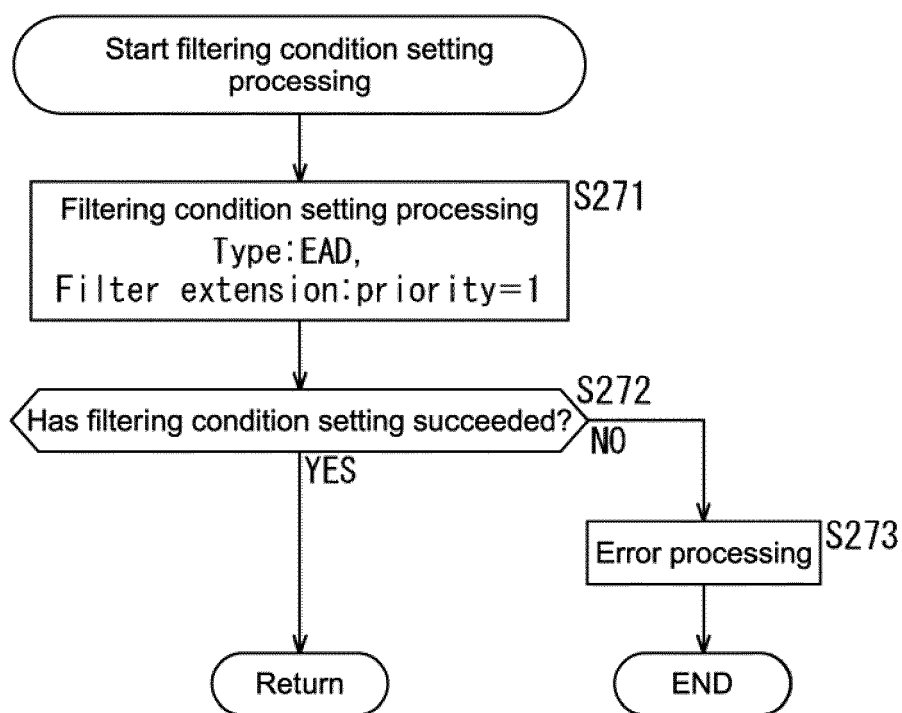 Start filtering condition setting
processing
S271
Filtering condition setting processing
Type:EAD,
Filter extension:priority=1
S272
Has filtering condition setting succeeded?
NO
YES
S273
Error processing
Return
END